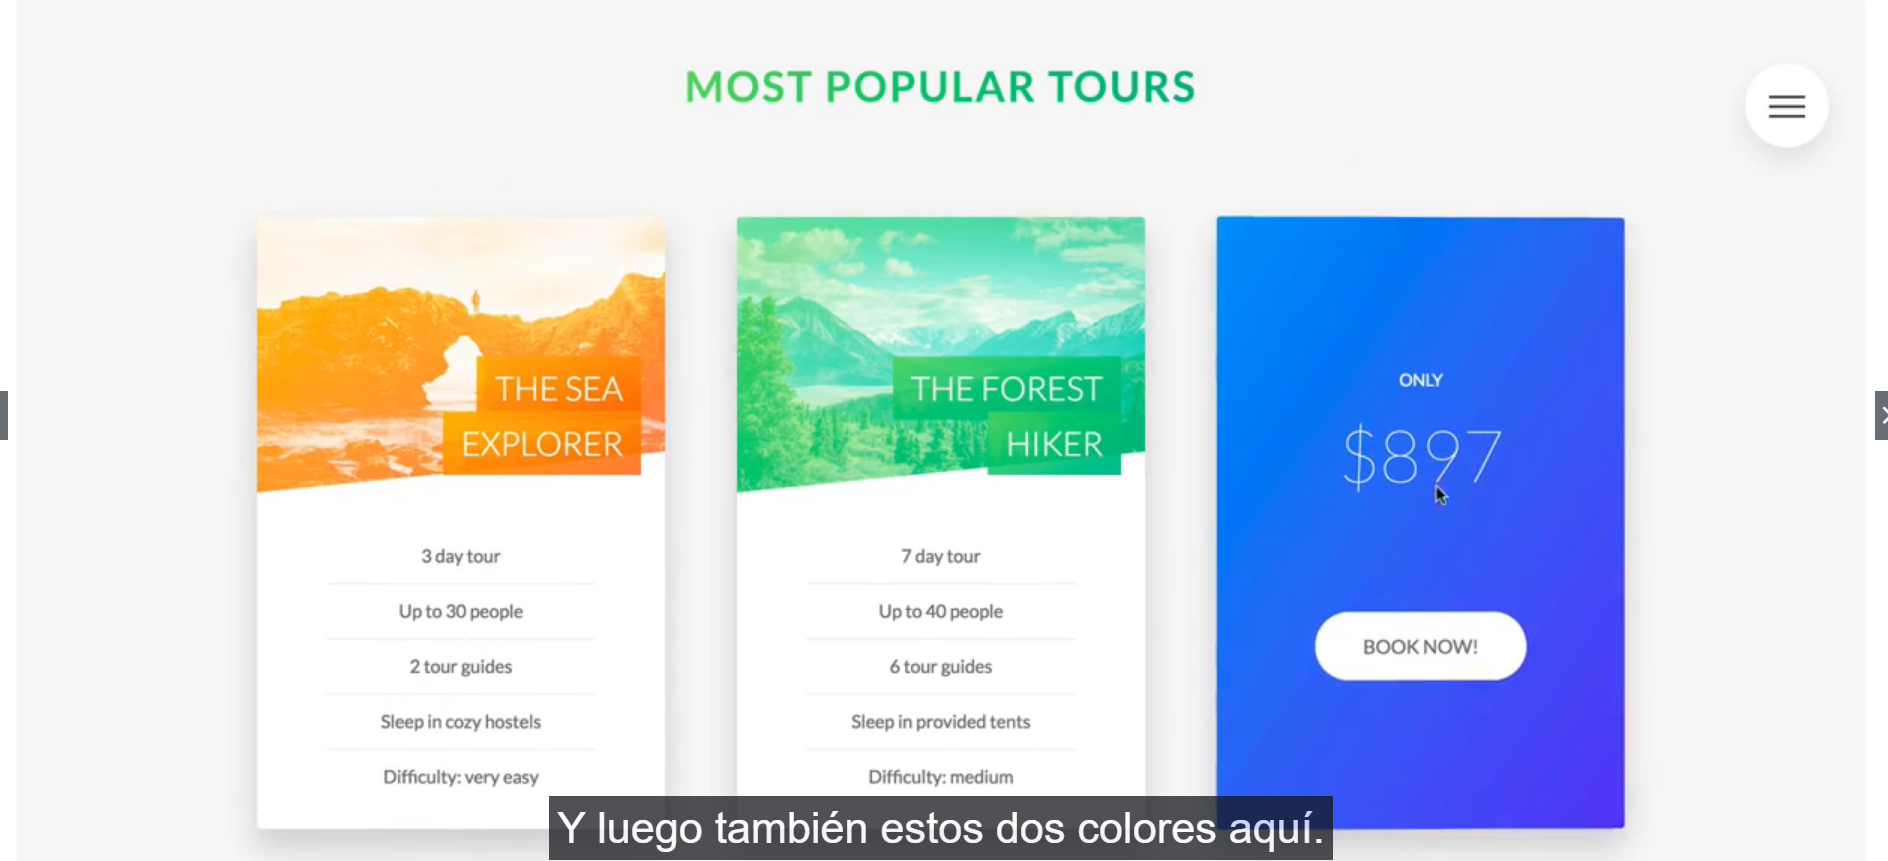 MOST POPULAR TOURS
THE SEA
EXPLORER
3 day tour
Up to 30 people
2 tour guides
Sleep in cozy hostels
Difficulty: very easy
THE FOREST
HIKER
7 day tour
Up to 40 people
6 tour guides
Sleep in provided tents
Difficulty: medium
ONLY
$897
BOOK NOW!
Y luego también estos dos colores aquí.